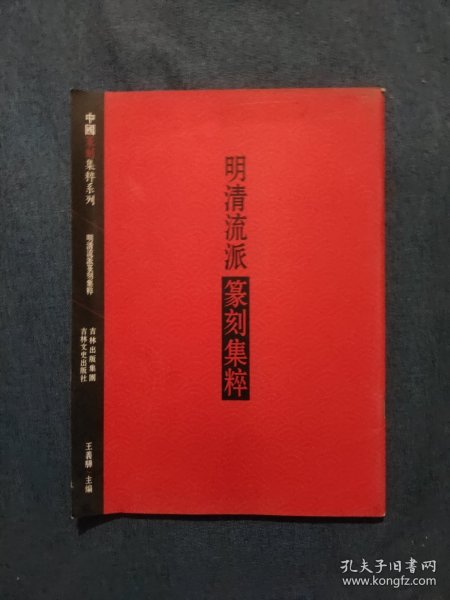 明清流派篆刻集粹
中國篆刻集粹系列
明清流派篆刻集粹
吉林出版集團
吉林文史出版社
王義驊 主編
孔夫子旧书网
www.kongfz.com